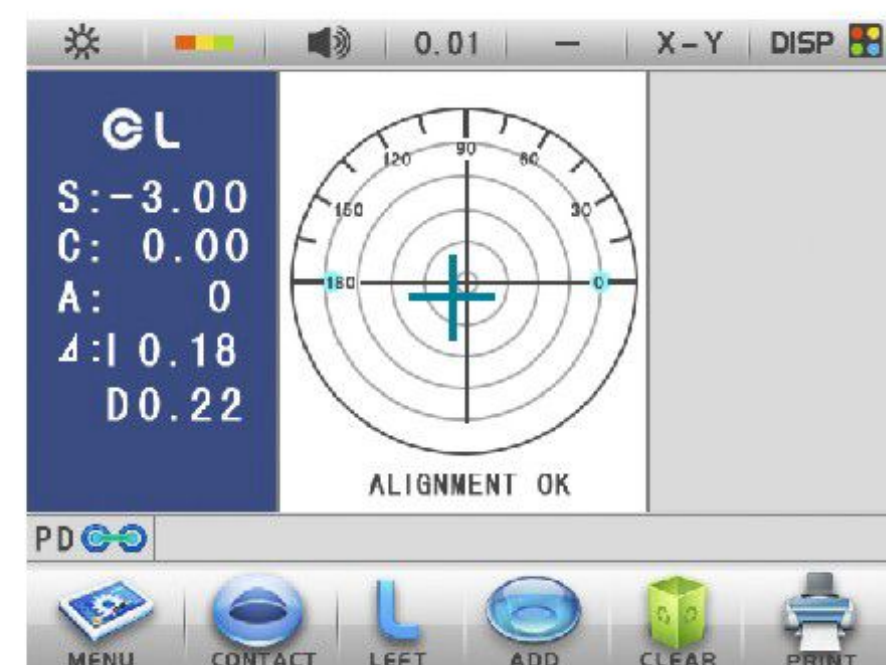 0.01 — X-Y DISP
L
S:-3.00
C: 0.00
A: 0
⊿:I 0.18
D0.22
90
120 60
150 30
180 0
ALIGNMENT OK
PD
MENU CONTACT LEFT ADD CLEAR PRINT